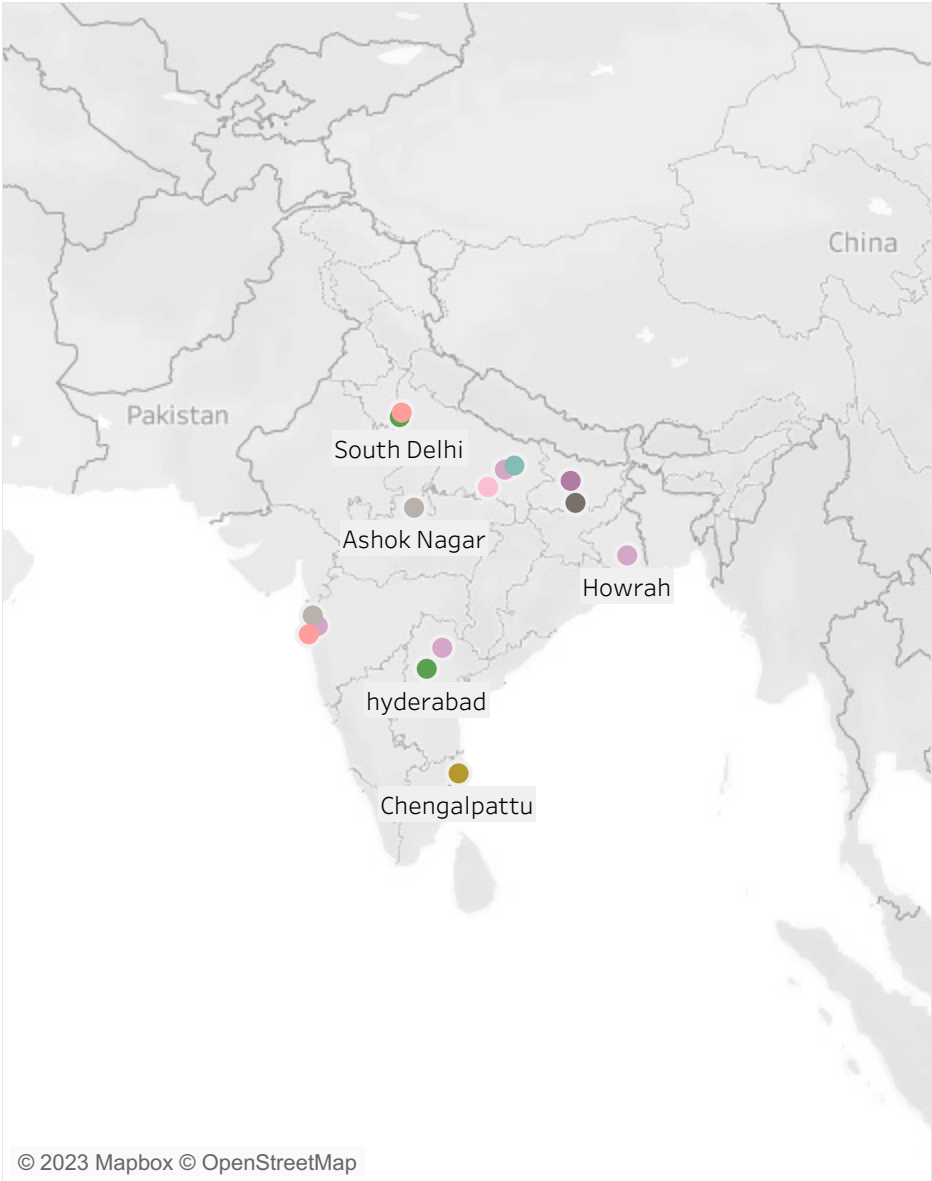 China
Pakistan
South Delhi
Ashok Nagar
Howrah
hyderabad
Chengalpattu
© 2023 Mapbox © OpenStreetMap